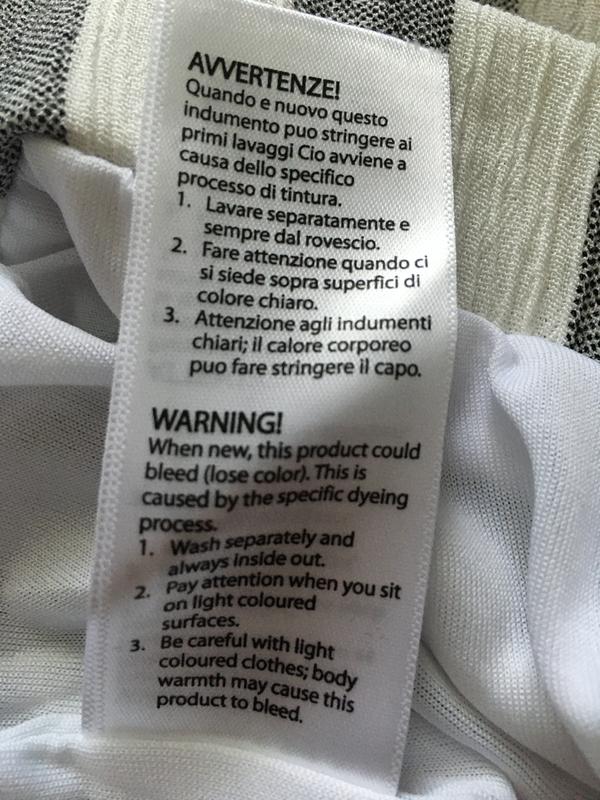 AVVERTENZE!
Quando e nuovo questo
indumento puo stringere ai
primi lavaggi Cio avviene a
causa dello specifico
processo di tintura.
1. Lavare separatamente e
sempre dal rovescio.
2. Fare attenzione quando ci
si siede sopra superfici di
colore chiaro.
3. Attenzione agli indumenti
chiari; il calore corporeo
puo fare stringere il capo.
WARNING!
When new, this product could
bleed (lose color). This is
caused by the specific dyeing
process.
1. Wash separately and
always inside out.
2. Pay attention when you sit
on light coloured
surfaces.
3. Be careful with light
coloured clothes; body
warmth may cause this
product to bleed.